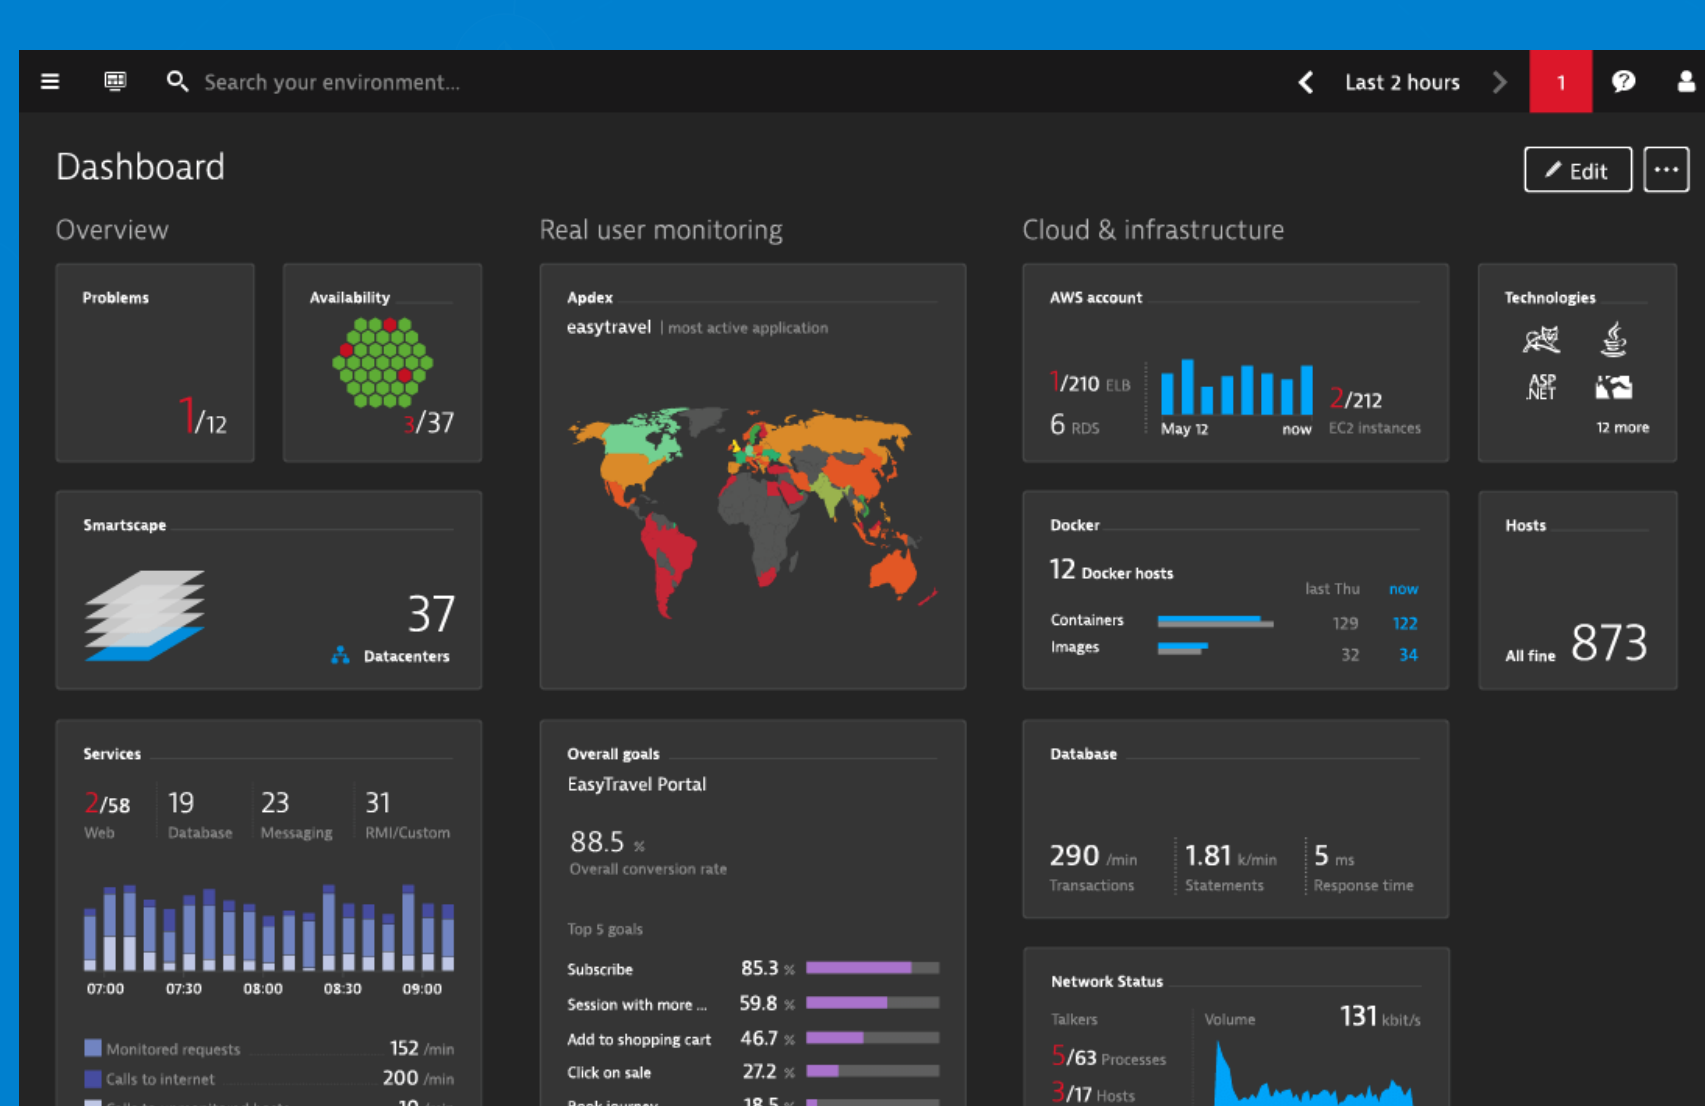 Search your environment...
Last 2 hours
1
Dashboard
Edit
Overview
Real user monitoring
Cloud & infrastructure
Problems
1/12
Availability
3/37
Apdex
easytravel | most active application
AWS account
1/210 ELB
6 RDS
May 12
now
2/212
EC2 instances
Technologies
ASP
.NET
12 more
Smartscape
37
Datacenters
Docker
12 Docker hosts
last Thu now
Containers 129 122
Images 32 34
Hosts
All fine 873
Services
2/58 19 23 31
Web Database Messaging RMI/Custom
07:00 07:30 08:00 08:30 09:00
Monitored requests 152 /min
Calls to internet 200 /min
Overall goals
EasyTravel Portal
88.5 %
Overall conversion rate
Top 5 goals
Subscribe 85.3 %
Session with more ... 59.8 %
Add to shopping cart 46.7 %
Click on sale 27.2 %
Book journey 18.5 %
Database
290 /min 1.81 k/min 5 ms
Transactions Statements Response time
Network Status
Talkers Volume 131 kbit/s
5/63 Processes
3/17 Hosts